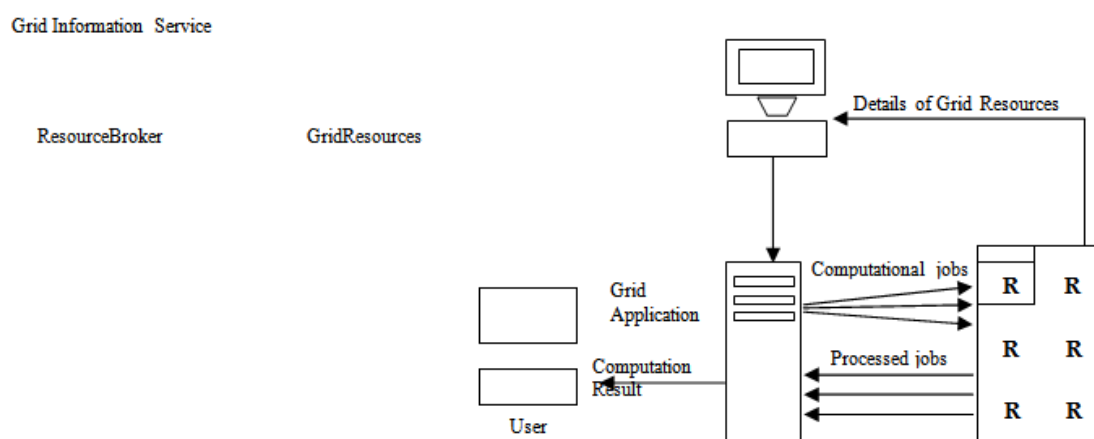 Grid Information Service
Details of Grid Resources
ResourceBroker
GridResources
Computational jobs
R R
Grid
Application
Processed jobs
R R
Computation
Result
R R
User